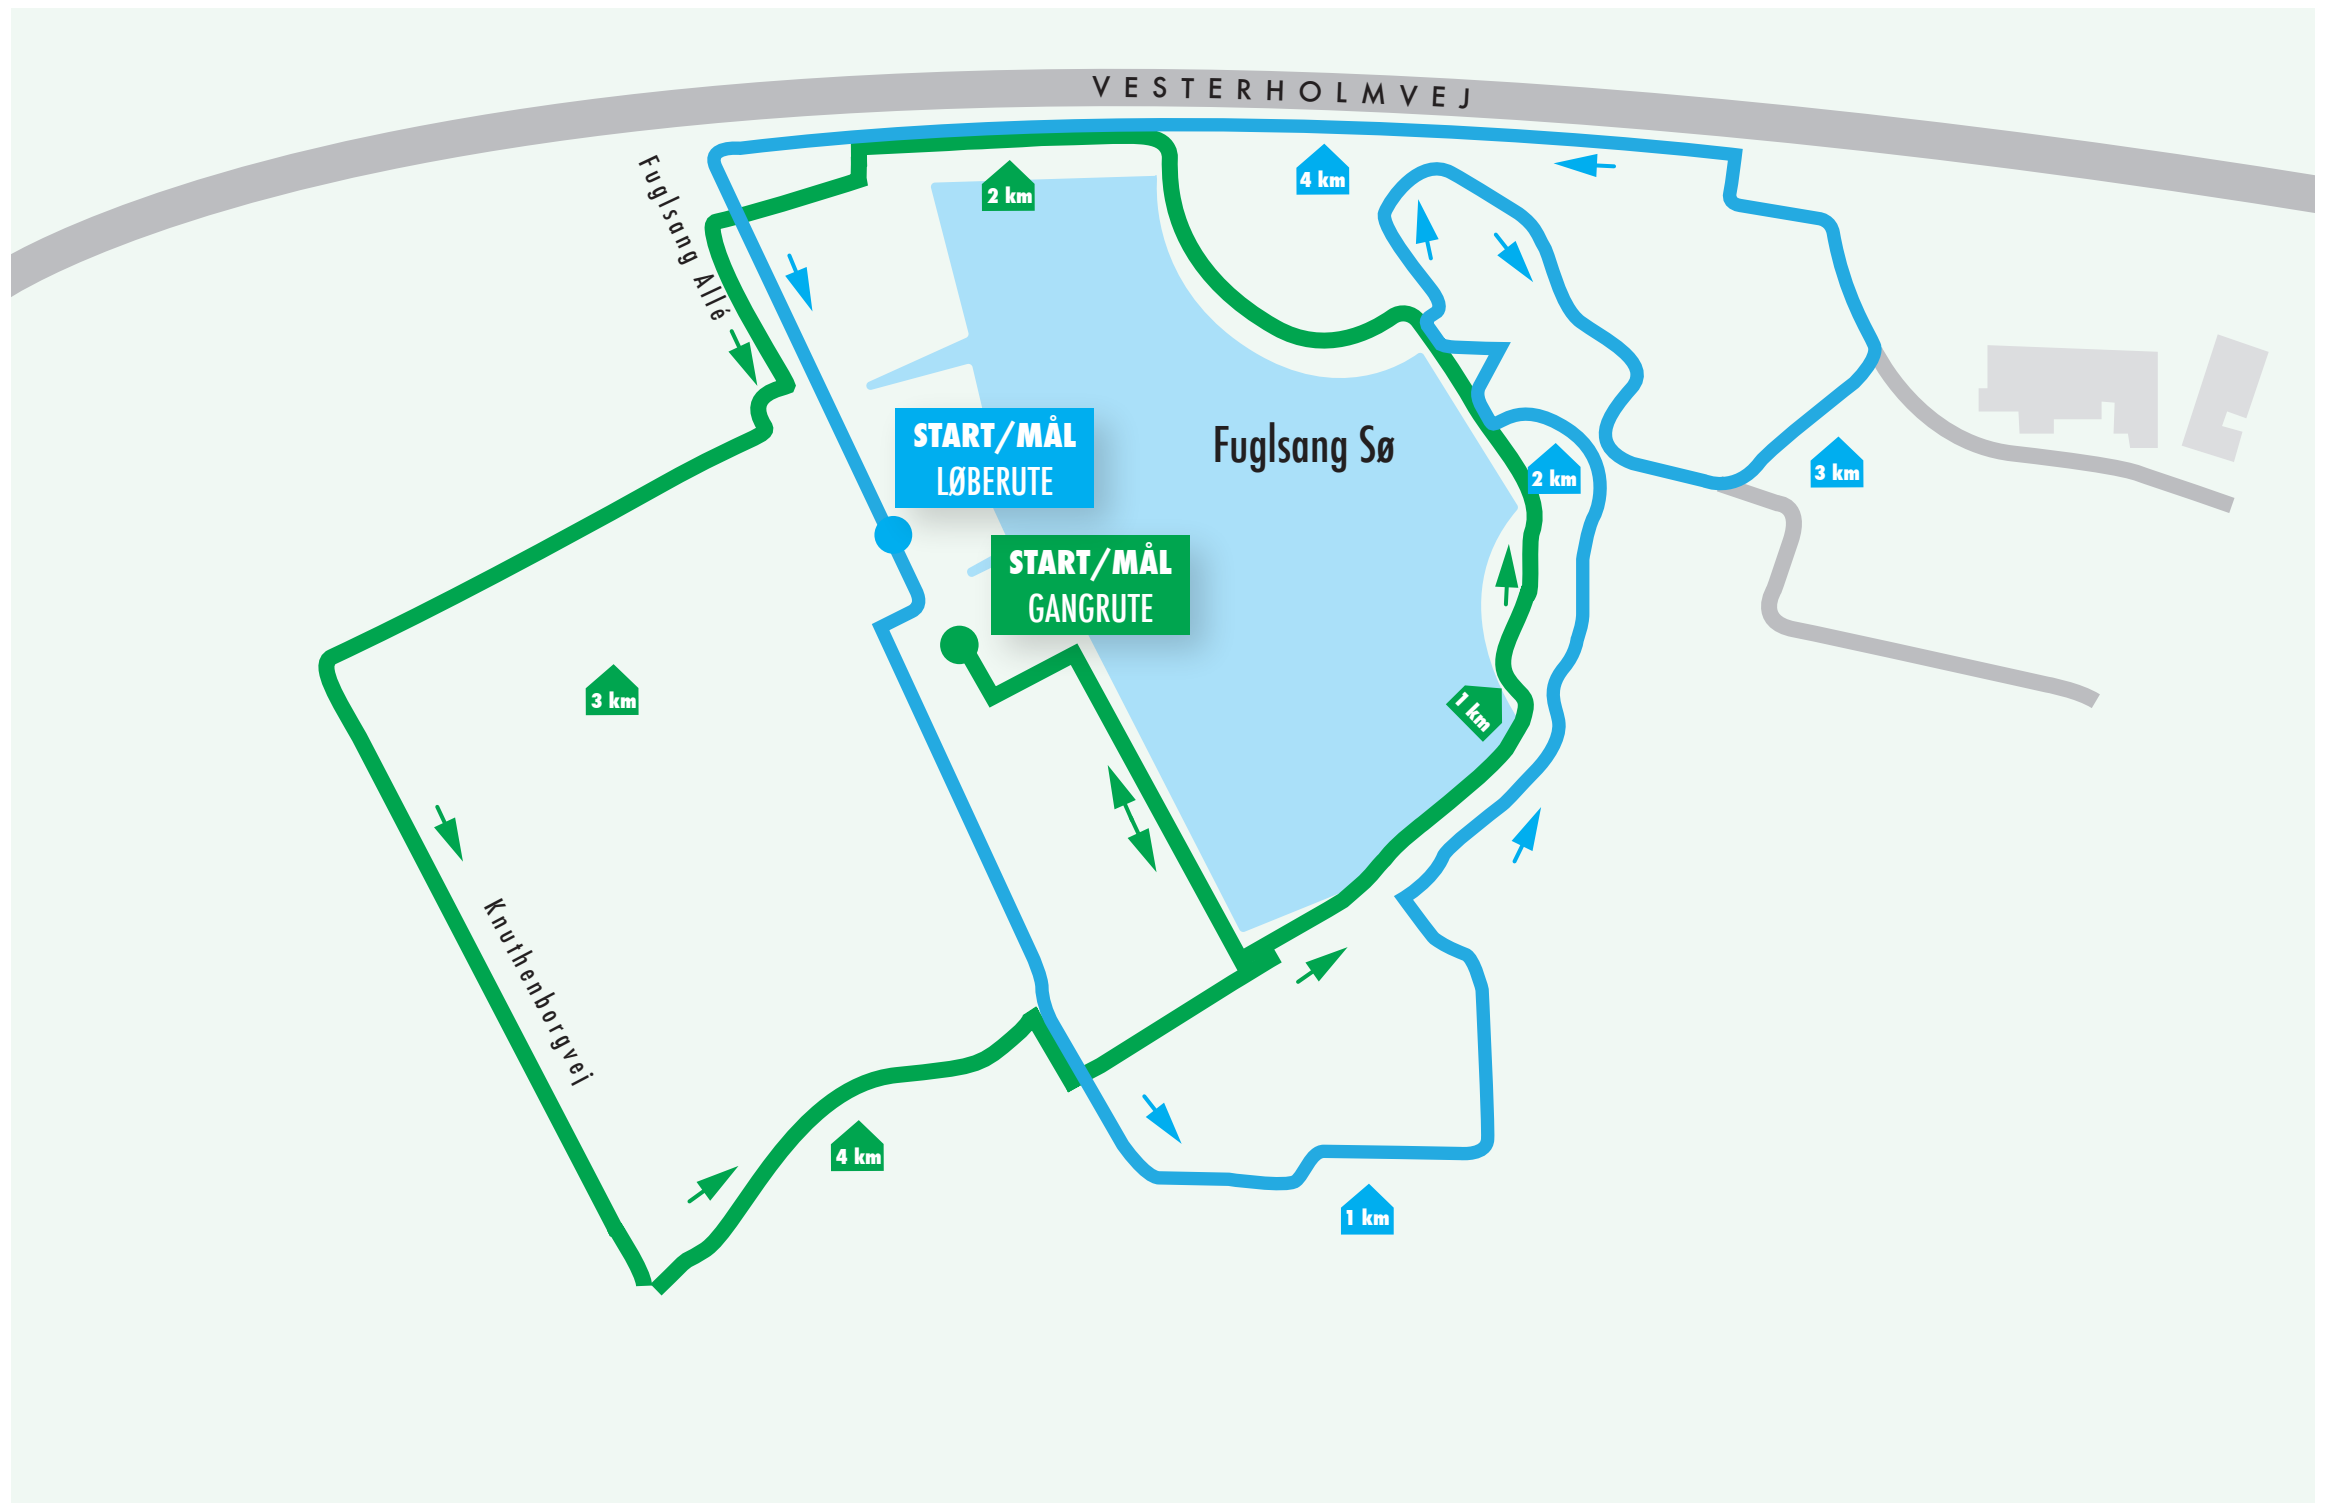 VESTERHOLMVEJ
Fuglsang Allé
2 km
4 km
START/MÅL
LØBERUTE
Fuglsang Sø
2 km
3 km
START/MÅL
GANGRUTE
3 km
1 km
Knuthenborgvej
4 km
1 km